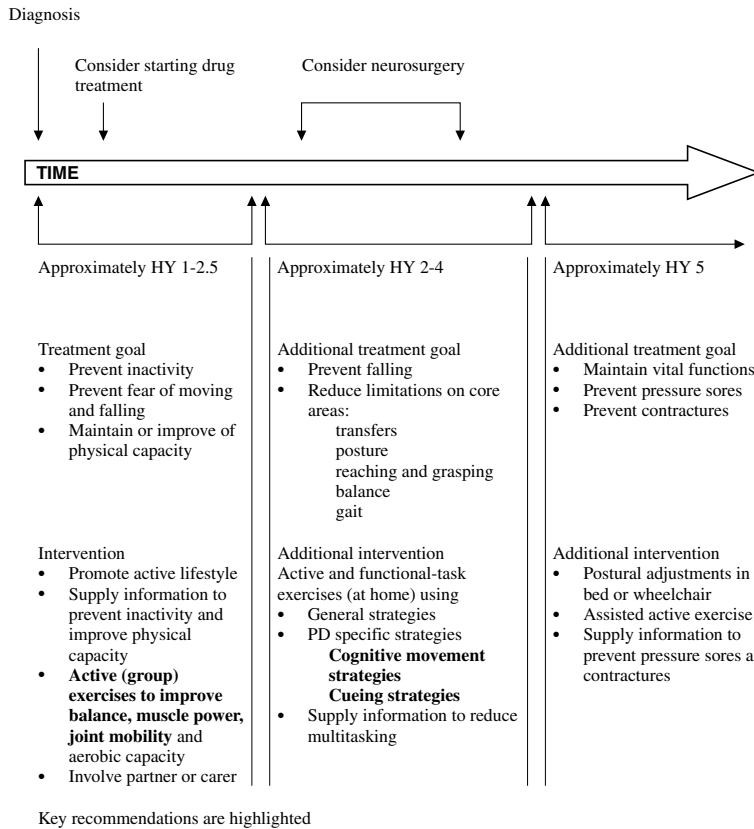 Diagnosis
Consider starting drug
treatment
Consider neurosurgery
TIME
Approximately HY 1-2.5
Treatment goal
• Prevent inactivity
• Prevent fear of moving
and falling
• Maintain or improve of
physical capacity
Intervention
• Promote active lifestyle
• Supply information to
prevent inactivity and
improve physical
capacity
• Active (group)
exercises to improve
balance, muscle power,
joint mobility and
aerobic capacity
• Involve partner or carer
Approximately HY 2-4
Additional treatment goal
• Prevent falling
• Reduce limitations on core
areas:
transfers
posture
reaching and grasping
balance
gait
Additional intervention
Active and functional-task
exercises (at home) using
• General strategies
• PD specific strategies
Cognitive movement
strategies
Cueing strategies
• Supply information to reduce
multitasking
Approximately HY 5
Additional treatment goal
• Maintain vital functions
• Prevent pressure sores
• Prevent contractures
Additional intervention
• Postural adjustments in
bed or wheelchair
• Assisted active exercise
• Supply information to
prevent pressure sores a
contractures
Key recommendations are highlighted